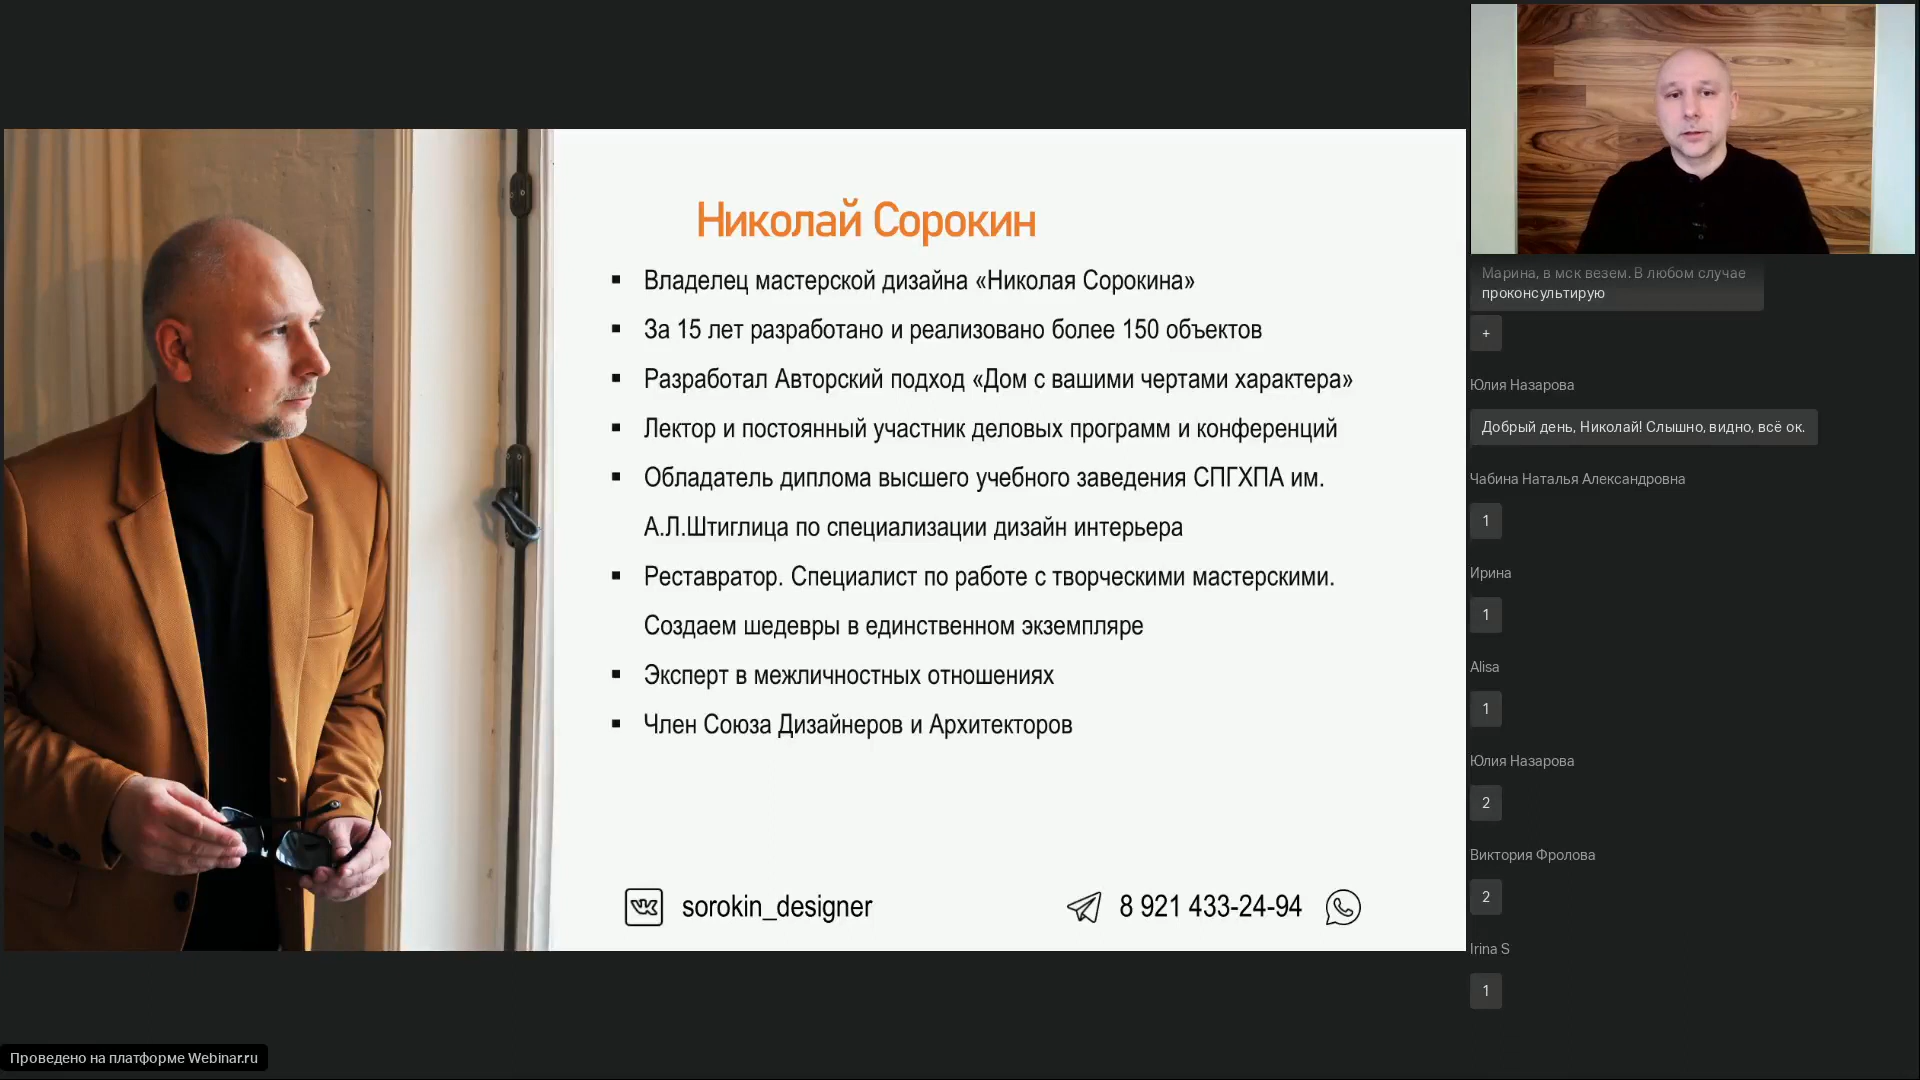 Николай Сорокин
Владелец мастерской дизайна «Николая Сорокина»
За 15 лет разработано и реализовано более 150 объектов
Разработал Авторский подход «Дом с вашими чертами характера»
Лектор и постоянный участник деловых программ и конференций
Обладатель диплома высшего учебного заведения СПГХПА им.
А.Л.Штиглица по специализации дизайн интерьера
Реставратор. Специалист по работе с творческими мастерскими.
Создаем шедевры в единственном экземпляре
Эксперт в межличностных отношениях
Член Союза Дизайнеров и Архитекторов
sorokin_designer
8 921 433-24-94
Марина, в мск везем. В любом случае
проконсультирую
+
Юлия Назарова
Добрый день, Николай! Слышно, видно, всё ок.
Чабина Наталья Александровна
1
Ирина
1
Alisa
1
Юлия Назарова
2
Виктория Фролова
2
Irina S
1
Проведено на платформе Webinar.ru